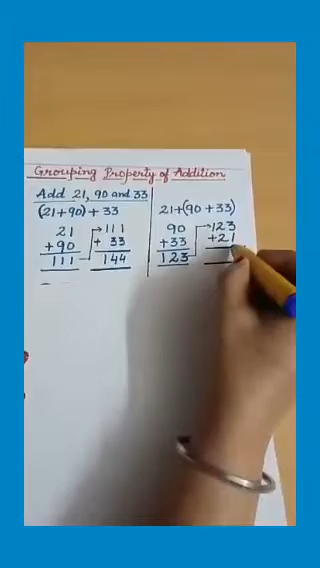 Grouping Property of Addition
Add 21, 90 and 33
(21+90) + 33
21
+90
111
111
+ 33
144
21+(90 + 33)
90
+33
123
123
+21